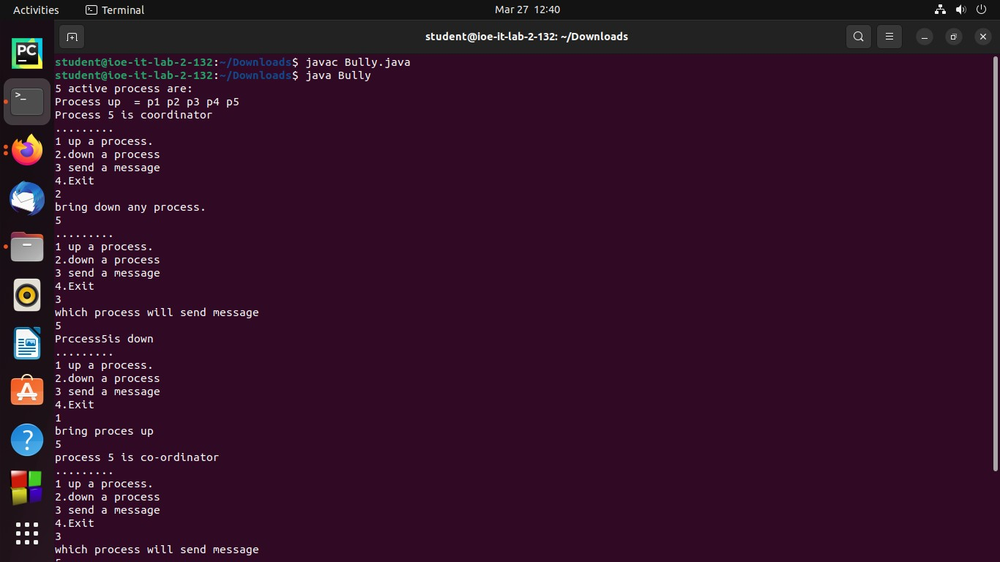 Activities
Terminal
Mar 27 12:40
student@ioe-it-lab-2-132: ~/Downloads
PC
student@ioe-it-lab-2-132:~/Downloads$ javac Bully.java
student@ioe-it-lab-2-132:~/Downloads$ java Bully
5 active process are:
Process up  = p1 p2 p3 p4 p5
Process 5 is coordinator
.........
1 up a process.
2.down a process
3 send a message
4.Exit
2
bring down any process.
5
.........
1 up a process.
2.down a process
3 send a message
4.Exit
3
which process will send message
5
Prccess5is down
.........
1 up a process.
2.down a process
3 send a message
4.Exit
1
bring proces up
5
process 5 is co-ordinator
.........
1 up a process.
2.down a process
3 send a message
4.Exit
3
which process will send message